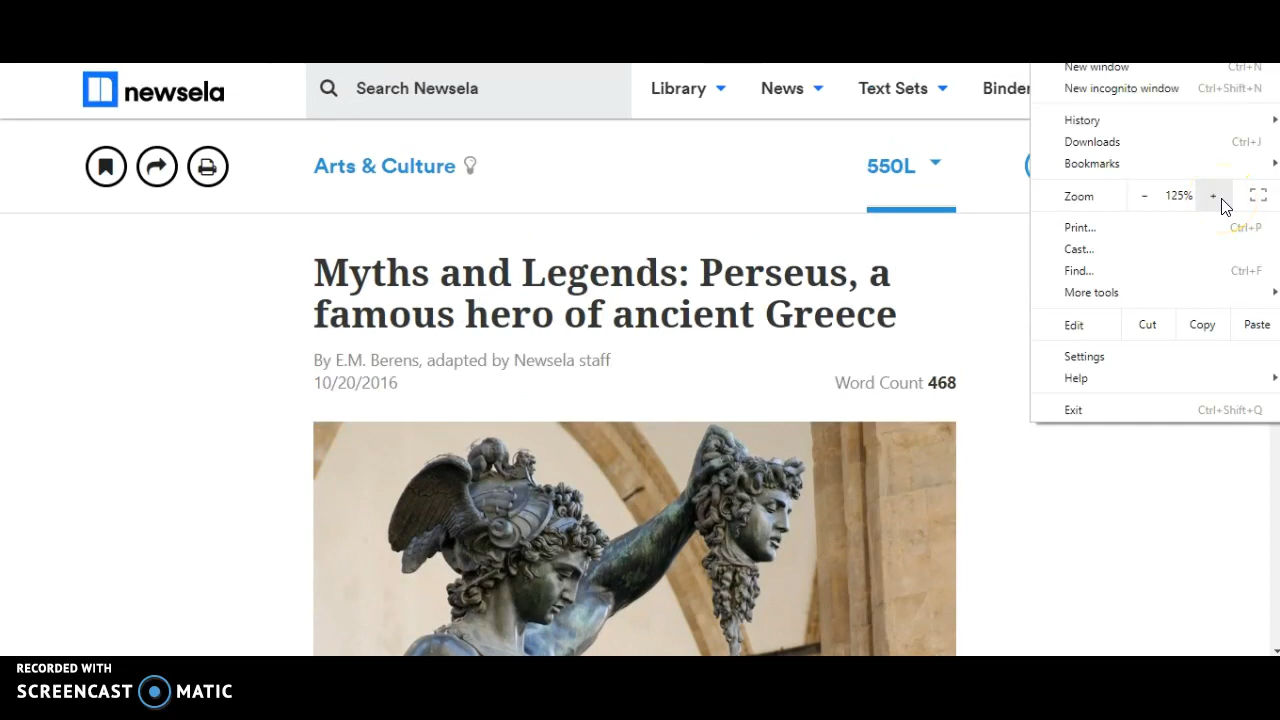 newsela
Search Newsela
Library
News
Text Sets
Binder
Arts & Culture
550L
Myths and Legends: Perseus, a
famous hero of ancient Greece
By E.M. Berens, adapted by Newsela staff
10/20/2016
Word Count 468
New window Ctrl+N
New incognito window Ctrl+Shift+N
History
Downloads Ctrl+J
Bookmarks
Zoom - 125% +
Print... Ctrl+P
Cast...
Find... Ctrl+F
More tools
Edit Cut Copy Paste
Settings
Help
Exit Ctrl+Shift+Q
RECORDED WITH
SCREENCAST MATIC